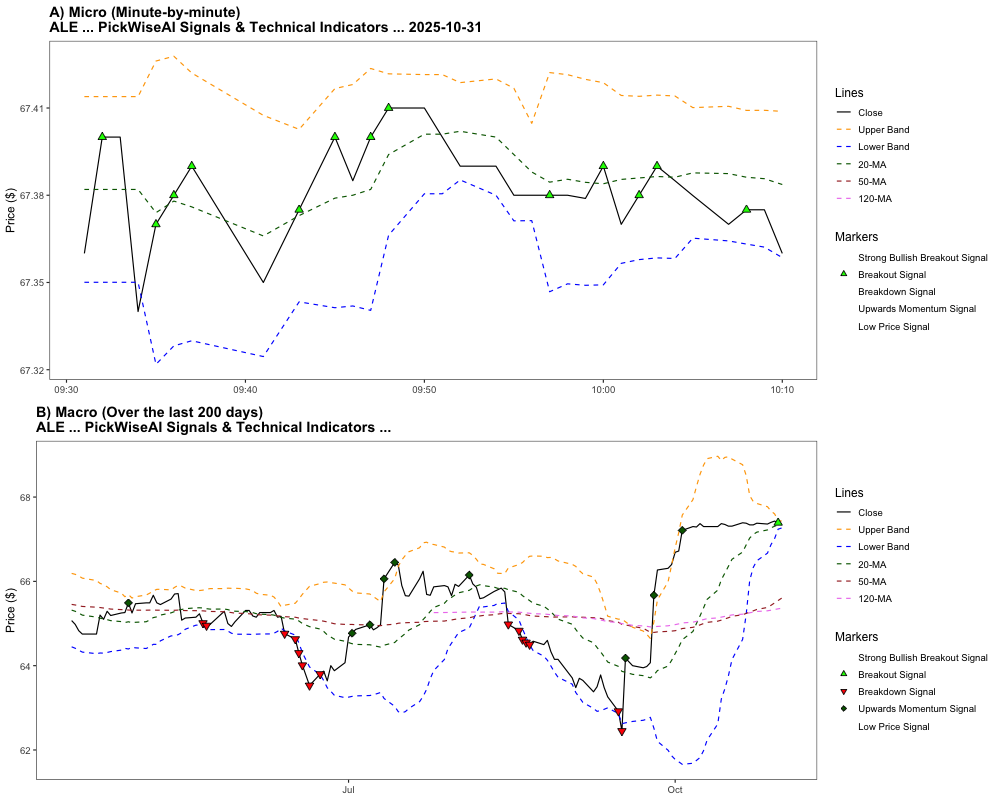 A) Micro (Minute-by-minute)
ALE ... PickWiseAI Signals & Technical Indicators ... 2025-10-31
Price ($)
67.41
67.38
67.35
67.32
09:30
09:40
09:50
10:00
10:10
Lines
Close
Upper Band
Lower Band
20-MA
50-MA
120-MA
Markers
Strong Bullish Breakout Signal
Breakout Signal
Breakdown Signal
Upwards Momentum Signal
Low Price Signal
B) Macro (Over the last 200 days)
ALE ... PickWiseAI Signals & Technical Indicators ...
Price ($)
68
66
64
62
Jul
Oct
Lines
Close
Upper Band
Lower Band
20-MA
50-MA
120-MA
Markers
Strong Bullish Breakout Signal
Breakout Signal
Breakdown Signal
Upwards Momentum Signal
Low Price Signal